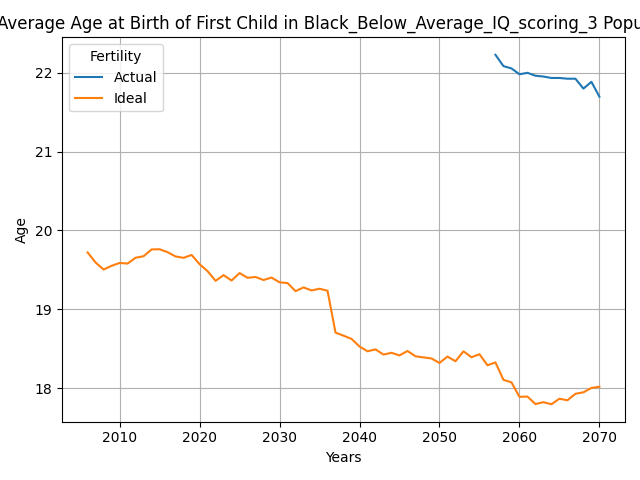 Average Age at Birth of First Child in Black_Below_Average_IQ_scoring_3 Popu
Fertility
Actual
Ideal
22
21
20
19
18
Age
2010 2020 2030 2040 2050 2060 2070
Years